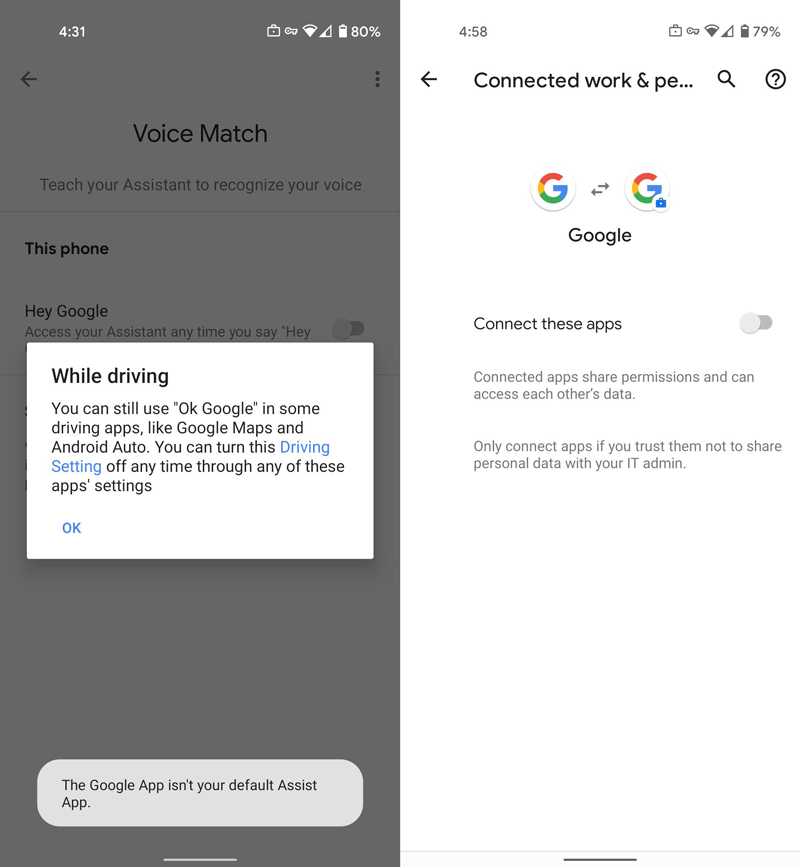 4:31
80%
Voice Match
Teach your Assistant to recognize your voice
This phone
Hey Google
Access your Assistant any time you say "Hey
While driving
You can still use "Ok Google" in some
driving apps, like Google Maps and
Android Auto. You can turn this Driving
Setting off any time through any of these
apps' settings
OK
The Google App isn't your default Assist
App.
4:58
79%
Connected work & pe...
Google
Connect these apps
Connected apps share permissions and can
access each other's data.
Only connect apps if you trust them not to share
personal data with your IT admin.